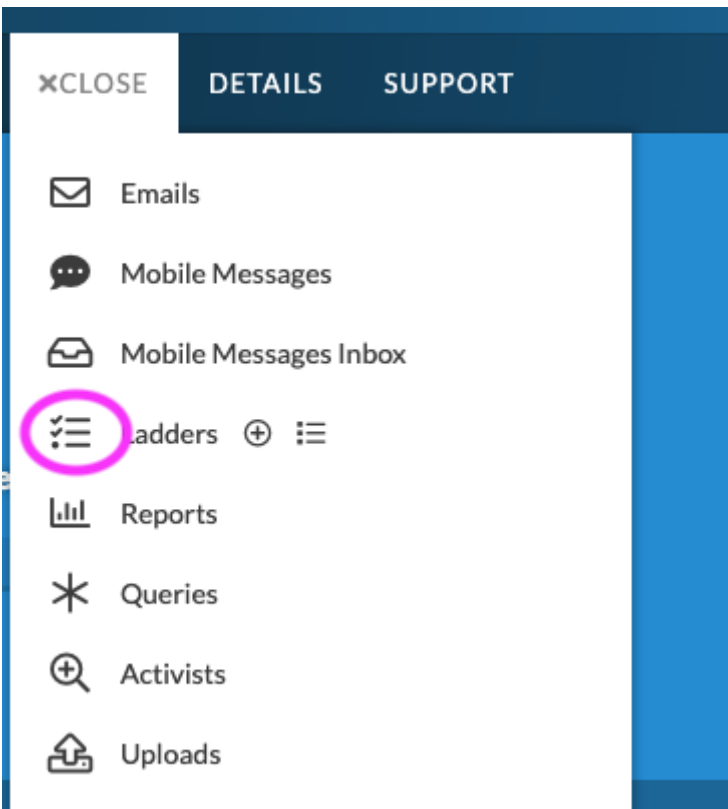 ×CLOSE DETAILS SUPPORT
Emails
Mobile Messages
Mobile Messages Inbox
Ladders
Reports
Queries
Activists
Uploads